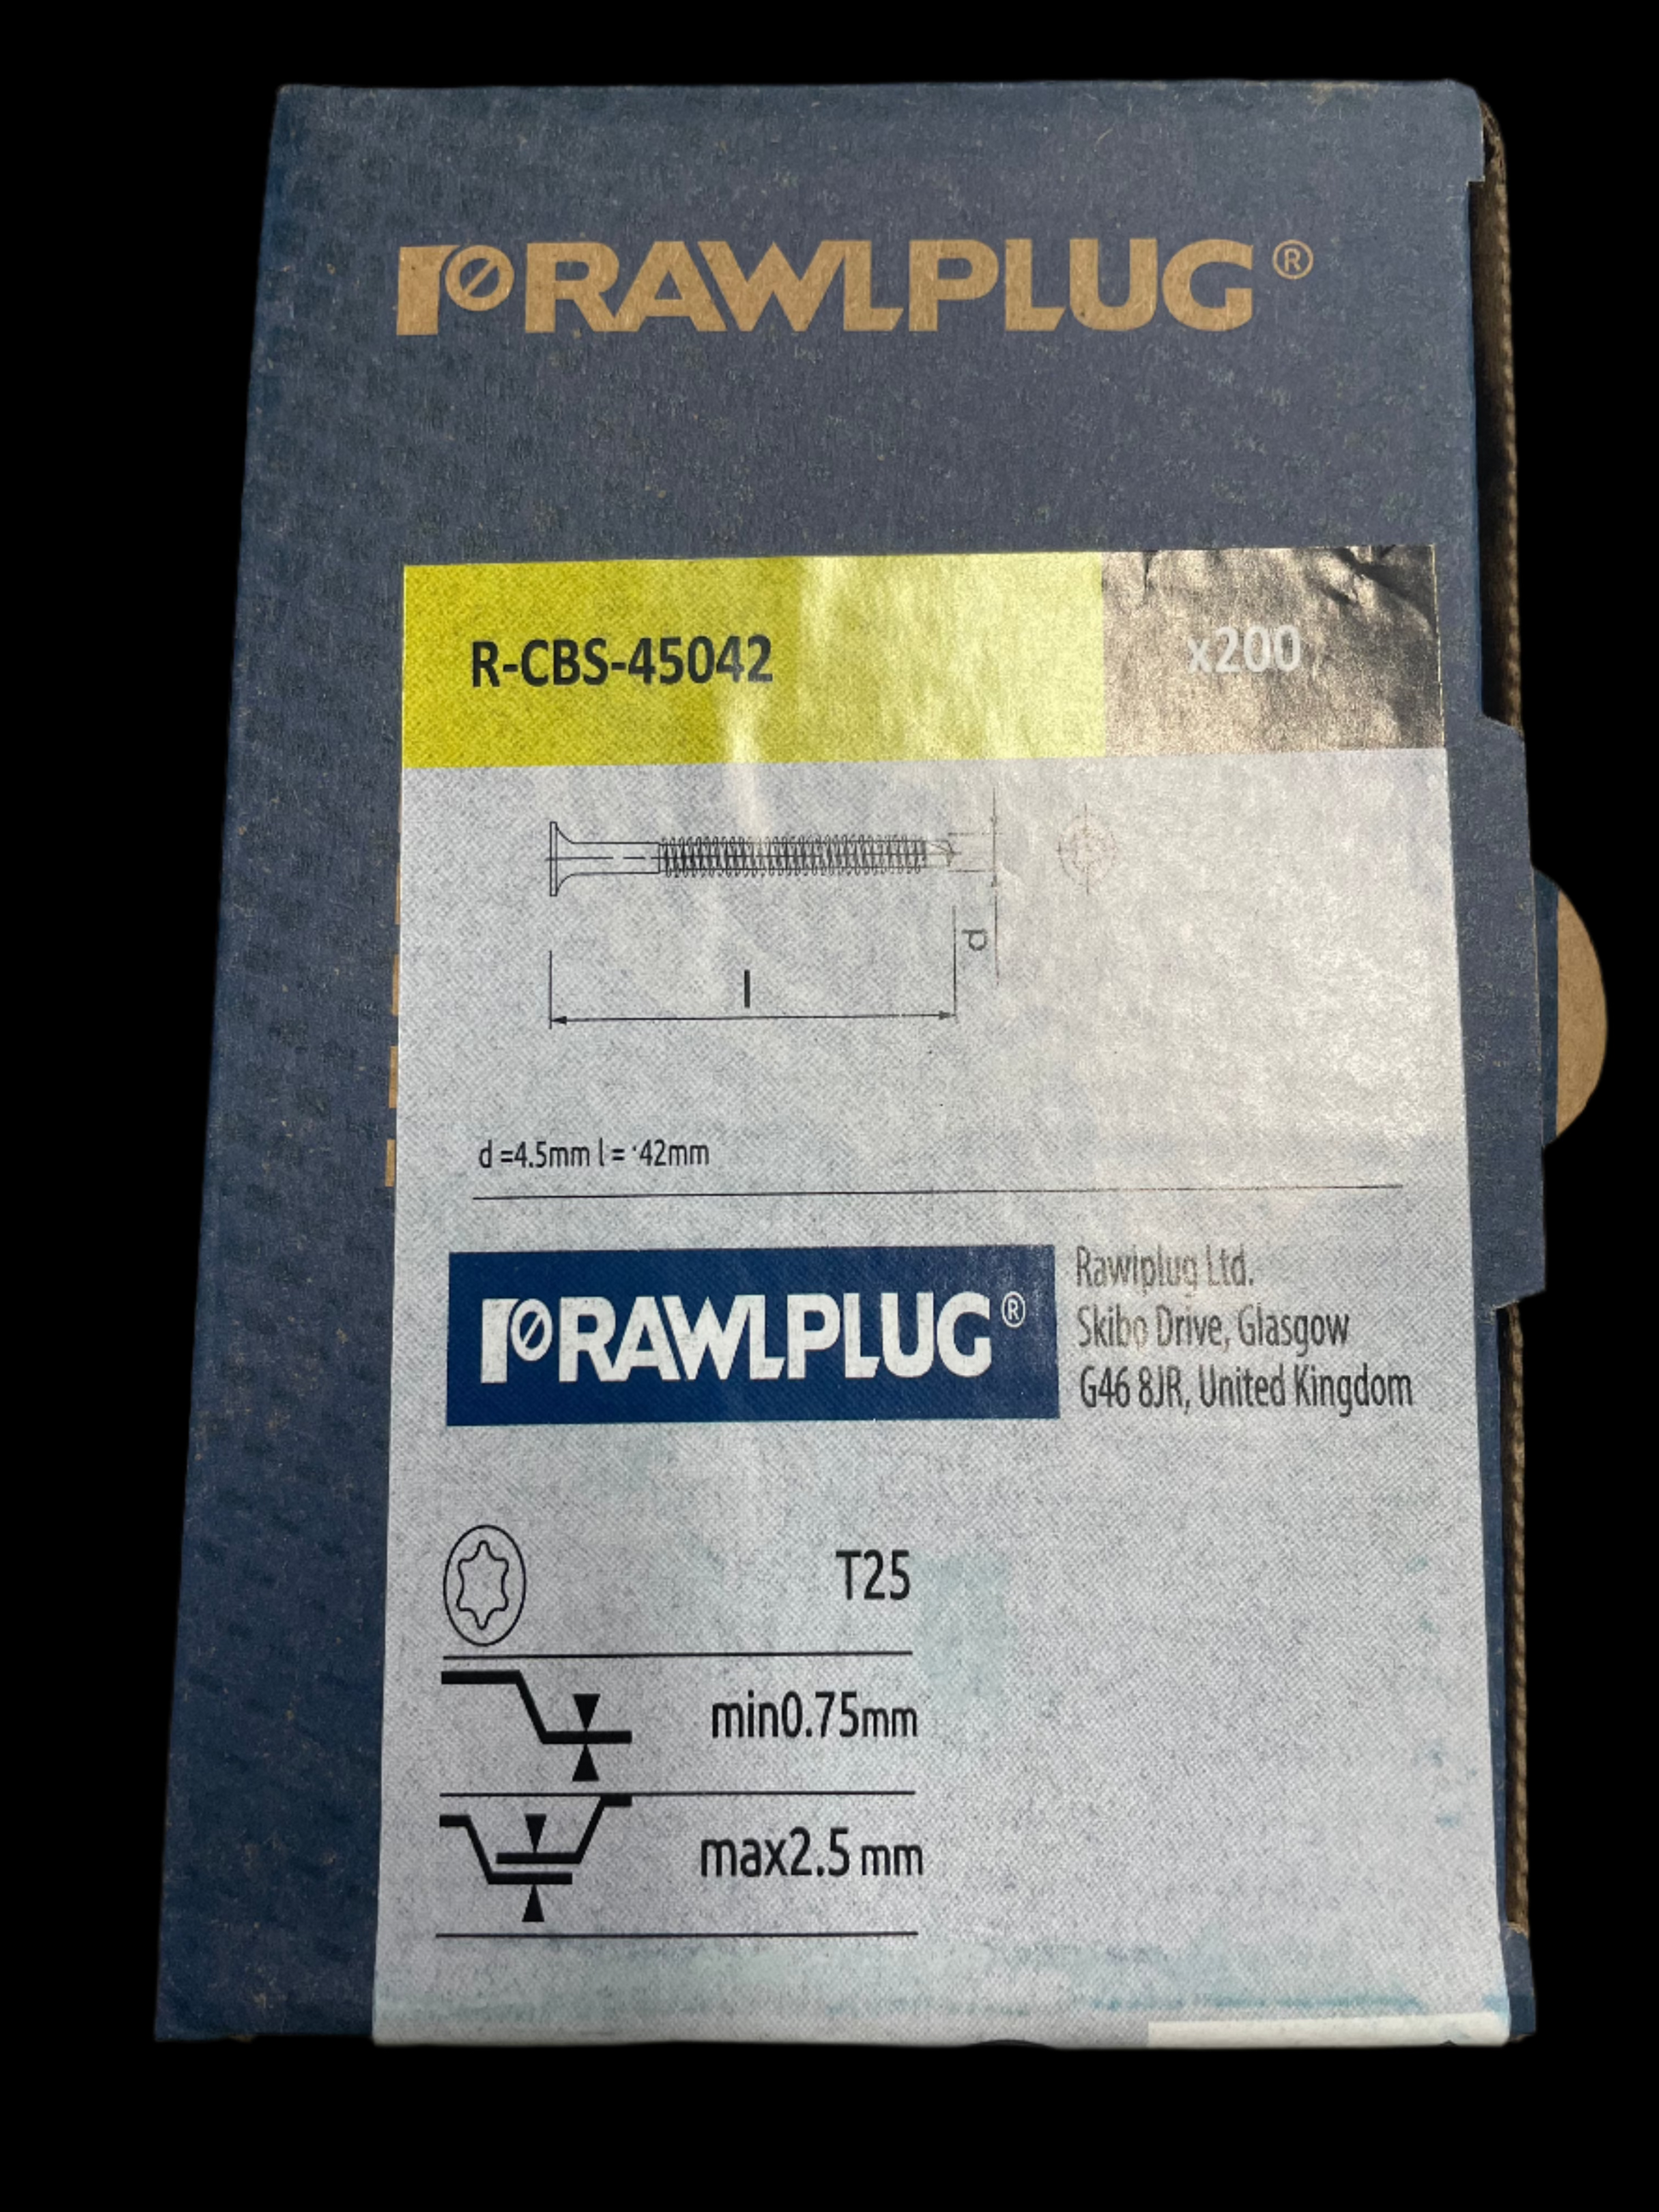 RAWLPLUG®
R-CBS-45042
x200
d
l
d =4.5mm l = 42mm
RAWLPLUG®
Rawlplug Ltd.
Skibo Drive, Glasgow
G46 8JR, United Kingdom
T25
min0.75mm
max2.5 mm